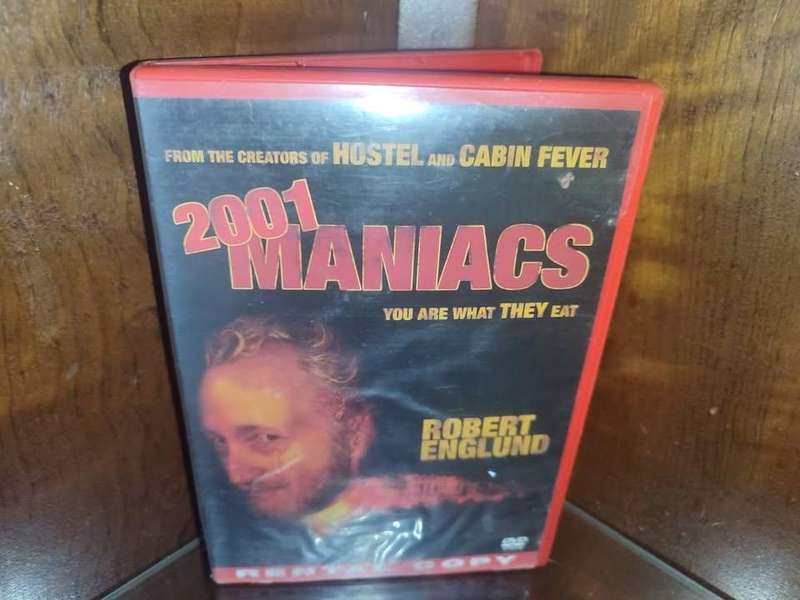 FROM THE CREATORS OF HOSTEL AND CABIN FEVER
2001
MANIACS
YOU ARE WHAT THEY EAT
ROBERT
ENGLUND
DVD
RENTAL COPY